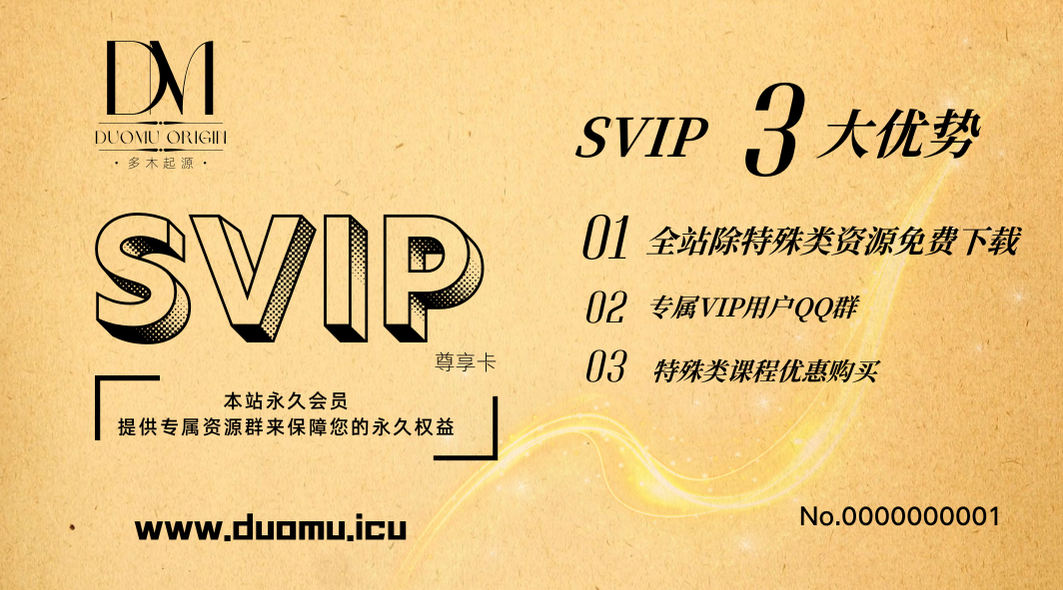 DM
DUOMU ORIGIN
·多木起源·
SVIP
尊享卡
本站永久会员
提供专属资源群来保障您的永久权益
www.duomu.icu
SVIP 3 大优势
01 全站除特殊类资源免费下载
02 专属VIP用户QQ群
03 特殊类课程优惠购买
No.0000000001